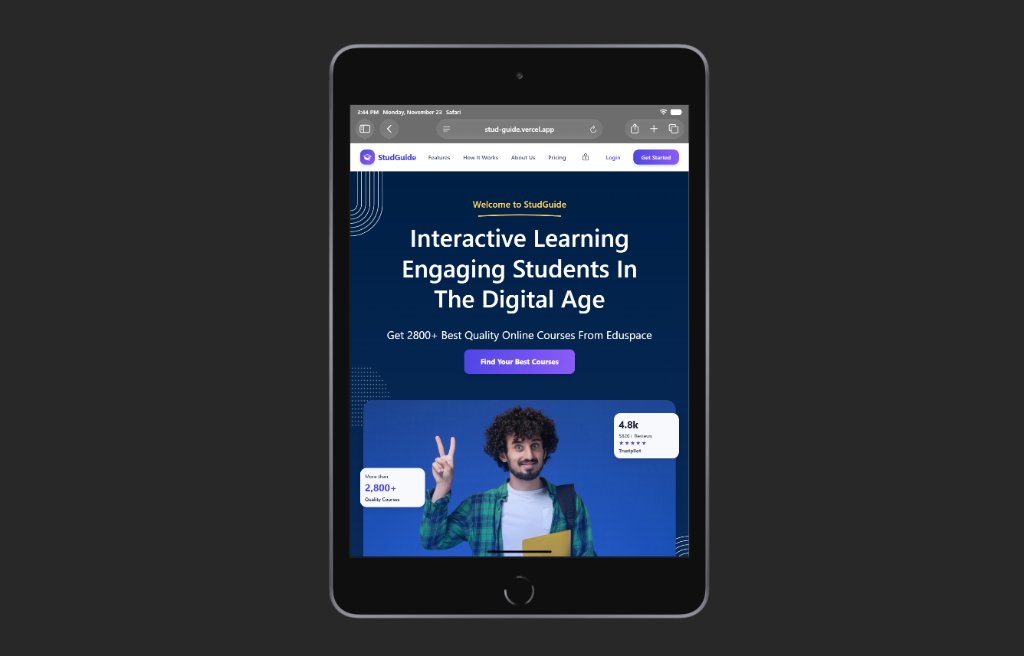 2:44 PM Monday, November 23 Safari
stud-guide.vercel.app
StudGuide Features How It Works About Us Pricing Login Get Started
Welcome to StudGuide
Interactive Learning
Engaging Students In
The Digital Age
Get 2800+ Best Quality Online Courses From Eduspace
Find Your Best Courses
4.8k
Reviews
Trustpilot
More than
2,800+
Quality Courses